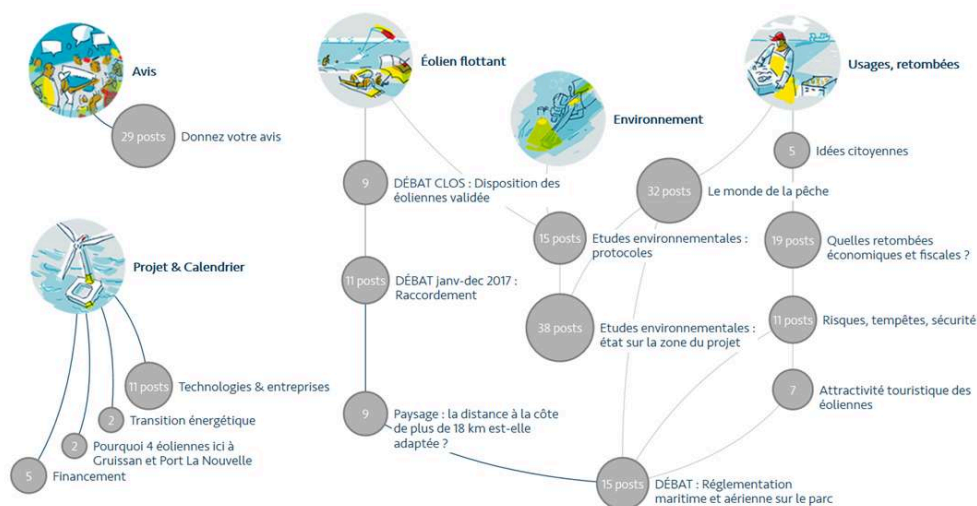 Avis
29 posts
Donnez votre avis
Projet & Calendrier
11 posts
Technologies & entreprises
2
Transition énergétique
2
Pourquoi 4 éoliennes ici à
Gruissan et Port La Nouvelle
5
Financement
Éolien flottant
9
DÉBAT CLOS : Disposition des
éoliennes validée
11 posts
DÉBAT janv-dec 2017 :
Raccordement
9
Paysage : la distance à la côte
de plus de 18 km est-elle
adaptée ?
Environnement
15 posts
Etudes environnementales :
protocoles
38 posts
Etudes environnementales :
état sur la zone du projet
Usages, retombées
5
Idées citoyennes
32 posts
Le monde de la pêche
19 posts
Quelles retombées
économiques et fiscales ?
11 posts
Risques, tempêtes, sécurité
7
Attractivité touristique des
éoliennes
15 posts
DÉBAT : Réglementation
maritime et aérienne sur le parc